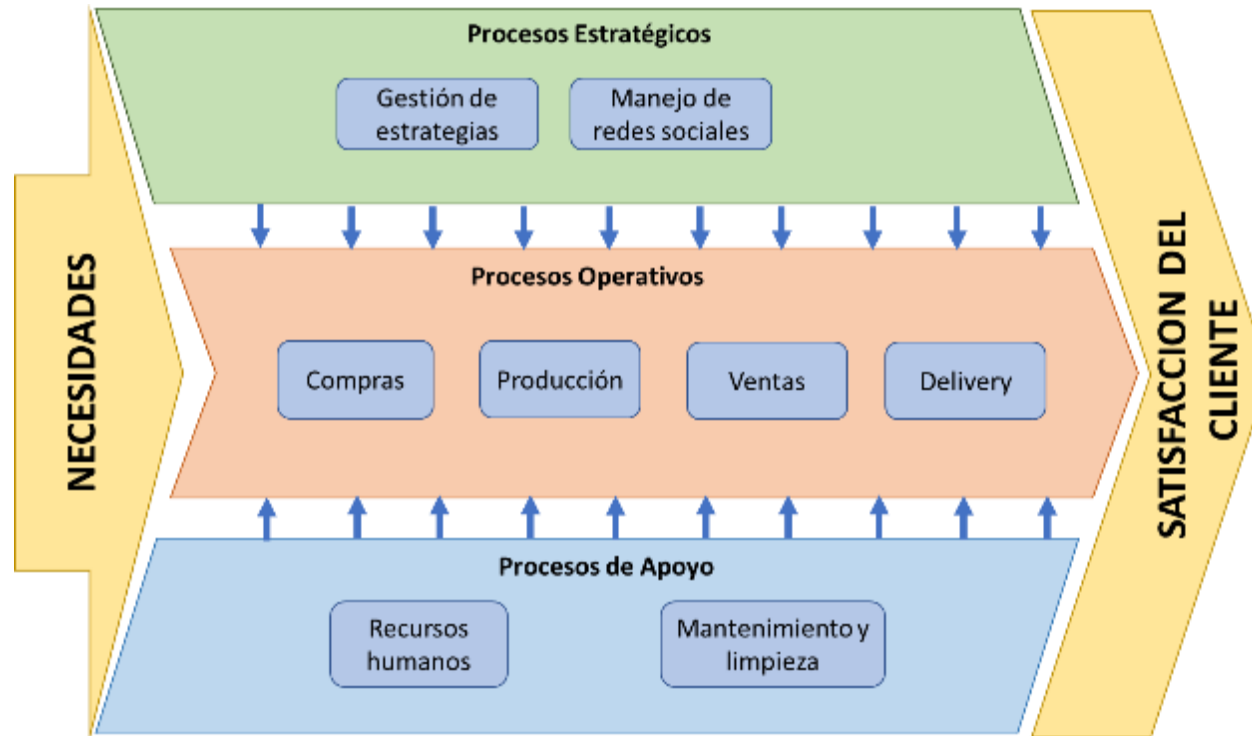 Procesos Estratégicos
Gestión de
estrategias
Manejo de
redes sociales
NECESIDADES
Procesos Operativos
Compras
Producción
Ventas
Delivery
SATISFACCION DEL
CLIENTE
Procesos de Apoyo
Recursos
humanos
Mantenimiento y
limpieza